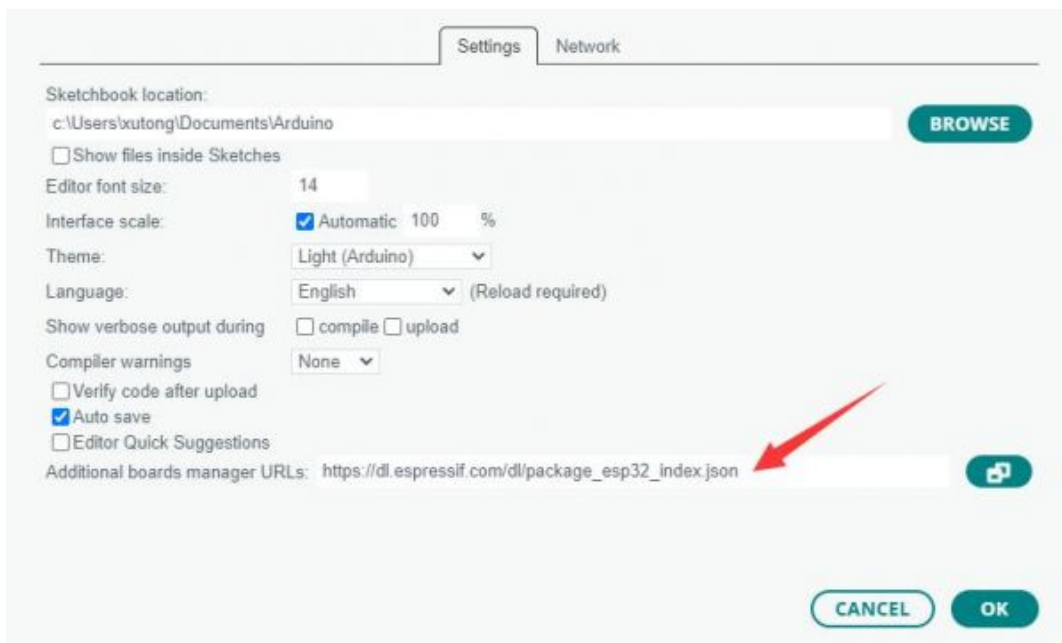 Settings Network
Sketchbook location:
c:\Users\xutong\Documents\Arduino
BROWSE
Show files inside Sketches
Editor font size: 14
Interface scale: Automatic 100 %
Theme: Light (Arduino)
Language: English (Reload required)
Show verbose output during compile upload
Compiler warnings None
Verify code after upload
Auto save
Editor Quick Suggestions
Additional boards manager URLs: https://dl.espressif.com/dl/package_esp32_index.json
CANCEL OK